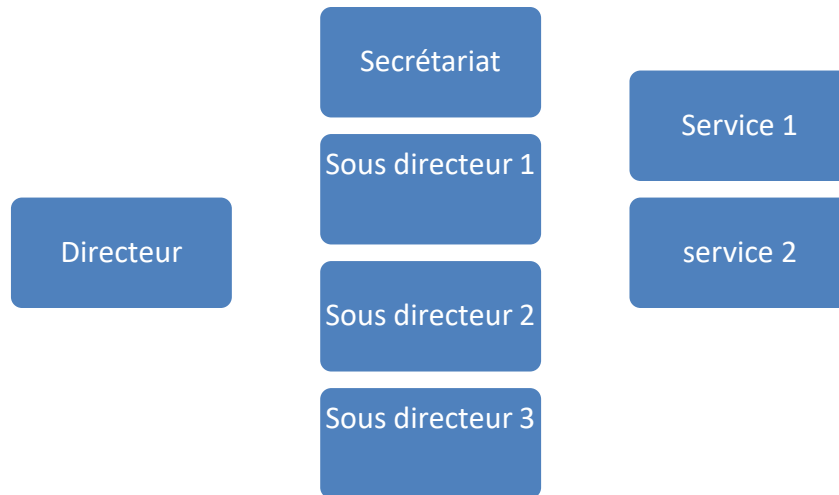 Directeur
Secrétariat
Sous directeur 1
Sous directeur 2
Sous directeur 3
Service 1
service 2